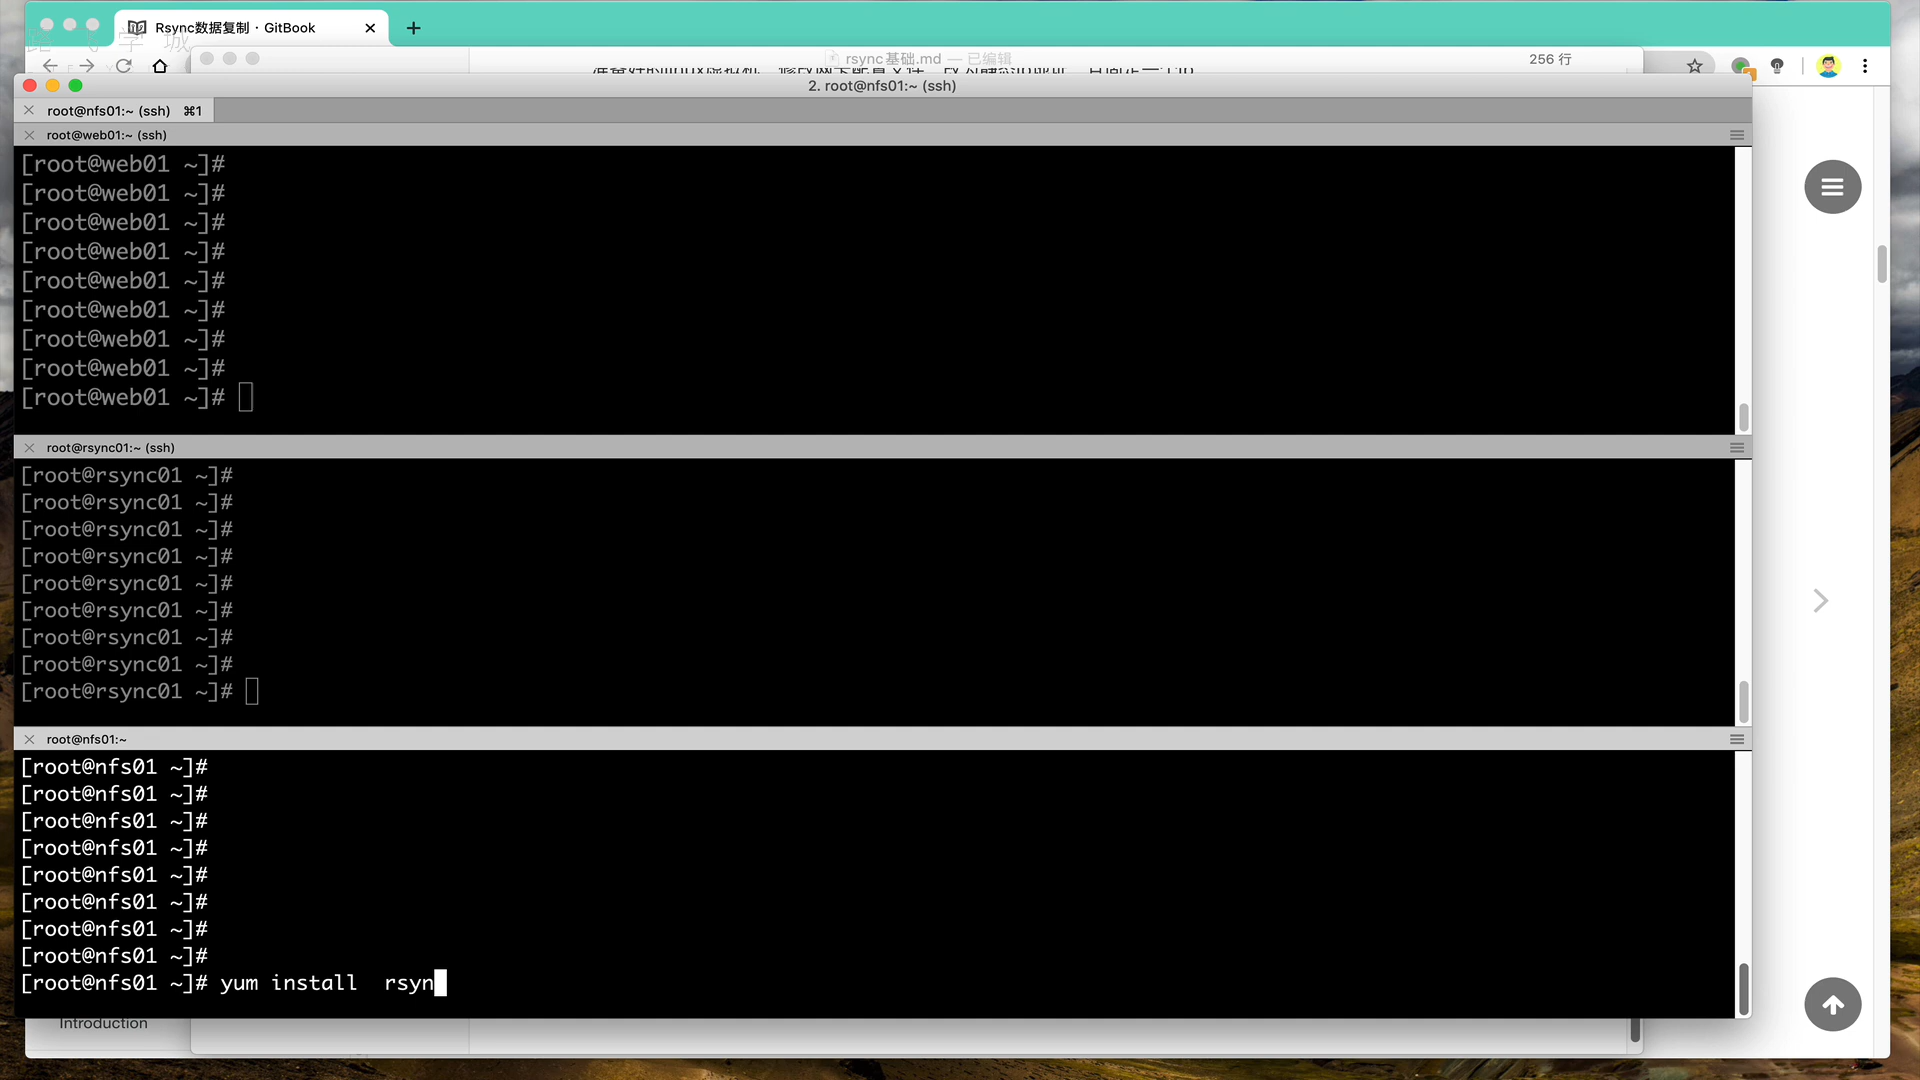 Rsync数据复制 · GitBook
学 城
rsync基础.md — 已编辑
256 行
2. root@nfs01:~ (ssh)
root@nfs01:~ (ssh) ⌘1
root@web01:~ (ssh)
[root@web01 ~]#
[root@web01 ~]#
[root@web01 ~]#
[root@web01 ~]#
[root@web01 ~]#
[root@web01 ~]#
[root@web01 ~]#
[root@web01 ~]#
[root@web01 ~]#
root@rsync01:~ (ssh)
[root@rsync01 ~]#
[root@rsync01 ~]#
[root@rsync01 ~]#
[root@rsync01 ~]#
[root@rsync01 ~]#
[root@rsync01 ~]#
[root@rsync01 ~]#
[root@rsync01 ~]#
[root@rsync01 ~]#
root@nfs01:~
[root@nfs01 ~]#
[root@nfs01 ~]#
[root@nfs01 ~]#
[root@nfs01 ~]#
[root@nfs01 ~]#
[root@nfs01 ~]#
[root@nfs01 ~]#
[root@nfs01 ~]#
[root@nfs01 ~]# yum install  rsyn
Introduction